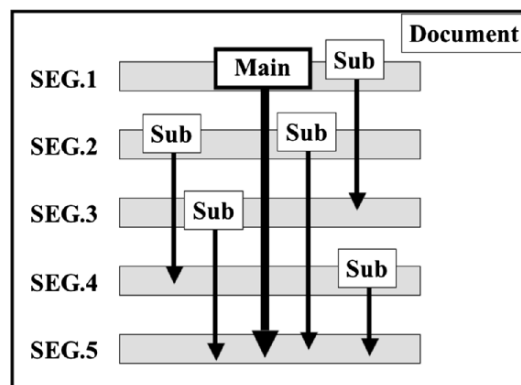 Document
SEG.1 Main Sub
SEG.2 Sub Sub
SEG.3 Sub
SEG.4 Sub
SEG.5